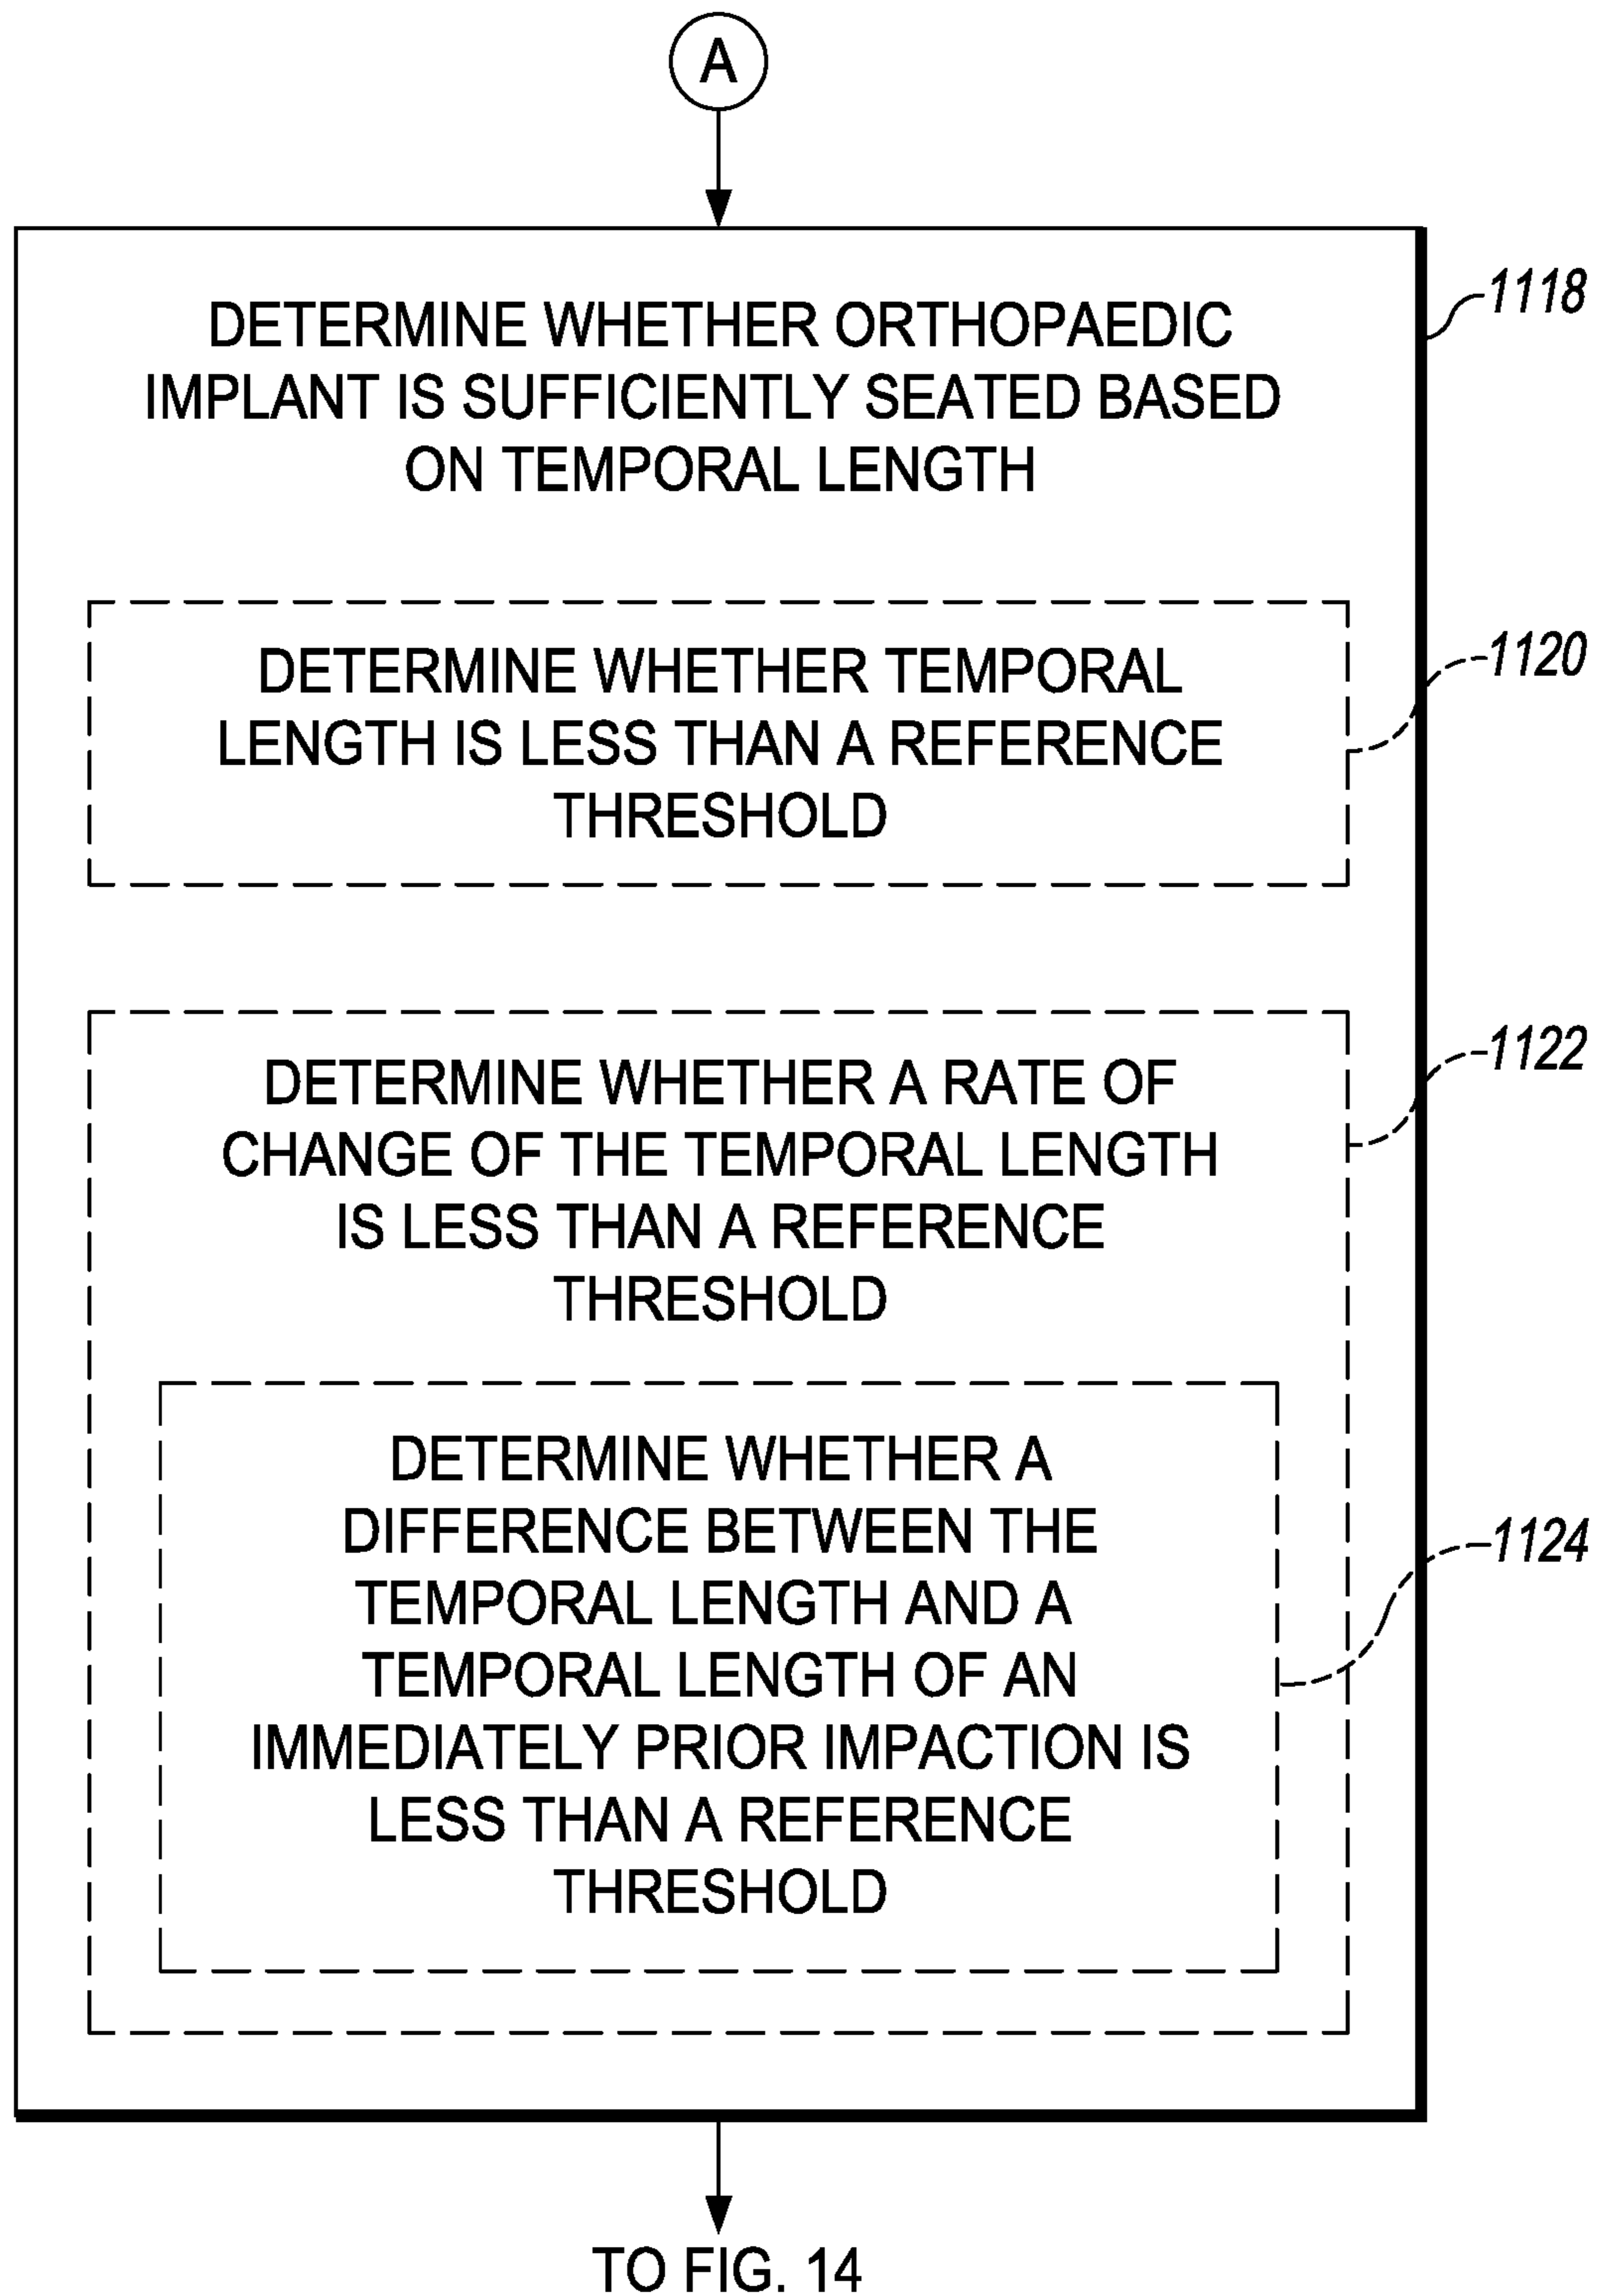 A
DETERMINE WHETHER ORTHOPAEDIC
IMPLANT IS SUFFICIENTLY SEATED BASED
ON TEMPORAL LENGTH
1118
DETERMINE WHETHER TEMPORAL
LENGTH IS LESS THAN A REFERENCE
THRESHOLD
1120
DETERMINE WHETHER A RATE OF
CHANGE OF THE TEMPORAL LENGTH
IS LESS THAN A REFERENCE
THRESHOLD
1122
DETERMINE WHETHER A
DIFFERENCE BETWEEN THE
TEMPORAL LENGTH AND A
TEMPORAL LENGTH OF AN
IMMEDIATELY PRIOR IMPACTION IS
LESS THAN A REFERENCE
THRESHOLD
1124
TO FIG. 14